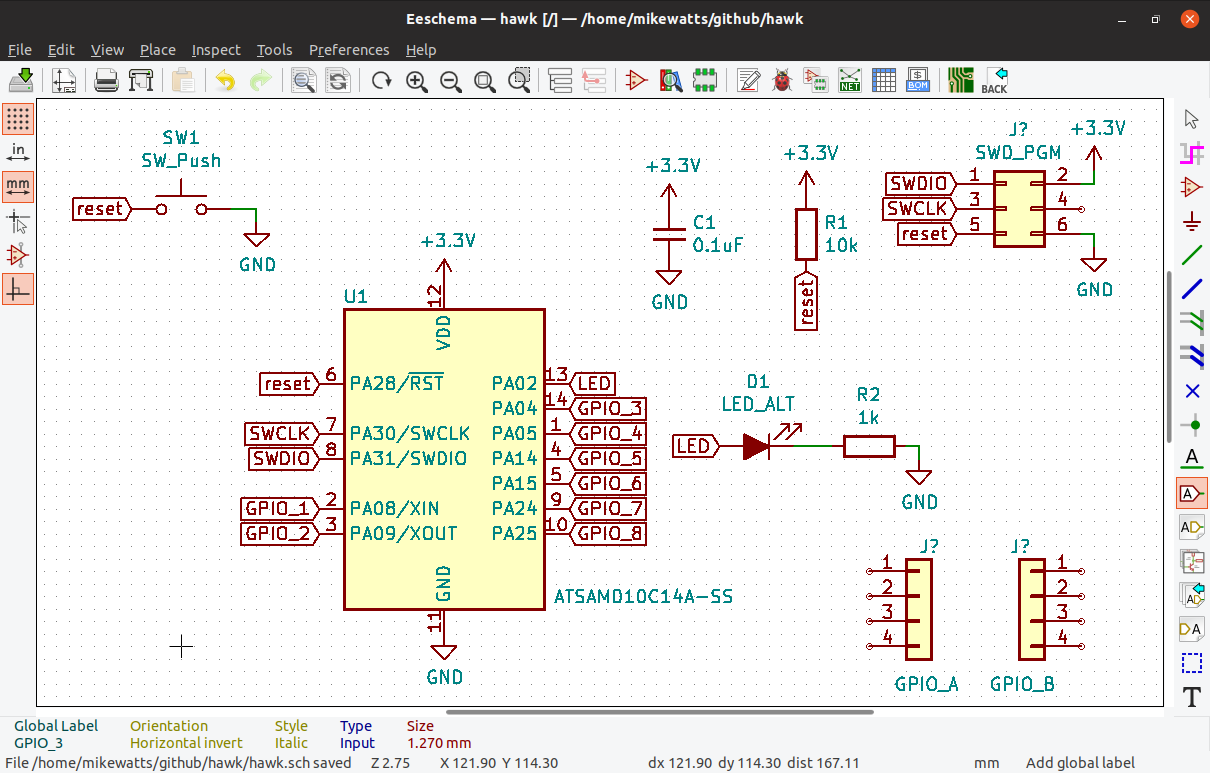 Eeschema — hawk [/] — /home/mikewatts/github/hawk
File Edit View Place Inspect Tools Preferences Help
NET
BOM
BACK
in
mm
SW1
SW_Push
reset
GND
+3.3V
12
U1
VDD
6
reset
PA28/RST
7
SWCLK
PA30/SWCLK
8
SWDIO
PA31/SWDIO
2
GPIO_1
PA08/XIN
3
GPIO_2
PA09/XOUT
PA02
13
LED
PA04
14
GPIO_3
PA05
1
GPIO_4
PA14
4
GPIO_5
PA15
5
GPIO_6
PA24
9
GPIO_7
PA25
10
GPIO_8
GND
11
GND
ATSAMD10C14A-SS
+3.3V
C1
0.1uF
GND
+3.3V
R1
10k
reset
J?
SWD_PGM
+3.3V
SWDIO 1 2
SWCLK 3 4
reset 5 6
GND
D1
LED_ALT
LED
R2
1k
GND
J?
1
2
3
4
GPIO_A
J?
1
2
3
4
GPIO_B
A
A
AD
AD
DA
T
Global Label Orientation Style Type Size
GPIO_3 Horizontal invert Italic Input 1.270 mm
File /home/mikewatts/github/hawk/hawk.sch saved Z 2.75 X 121.90 Y 114.30 dx 121.90 dy 114.30 dist 167.11 mm Add global label